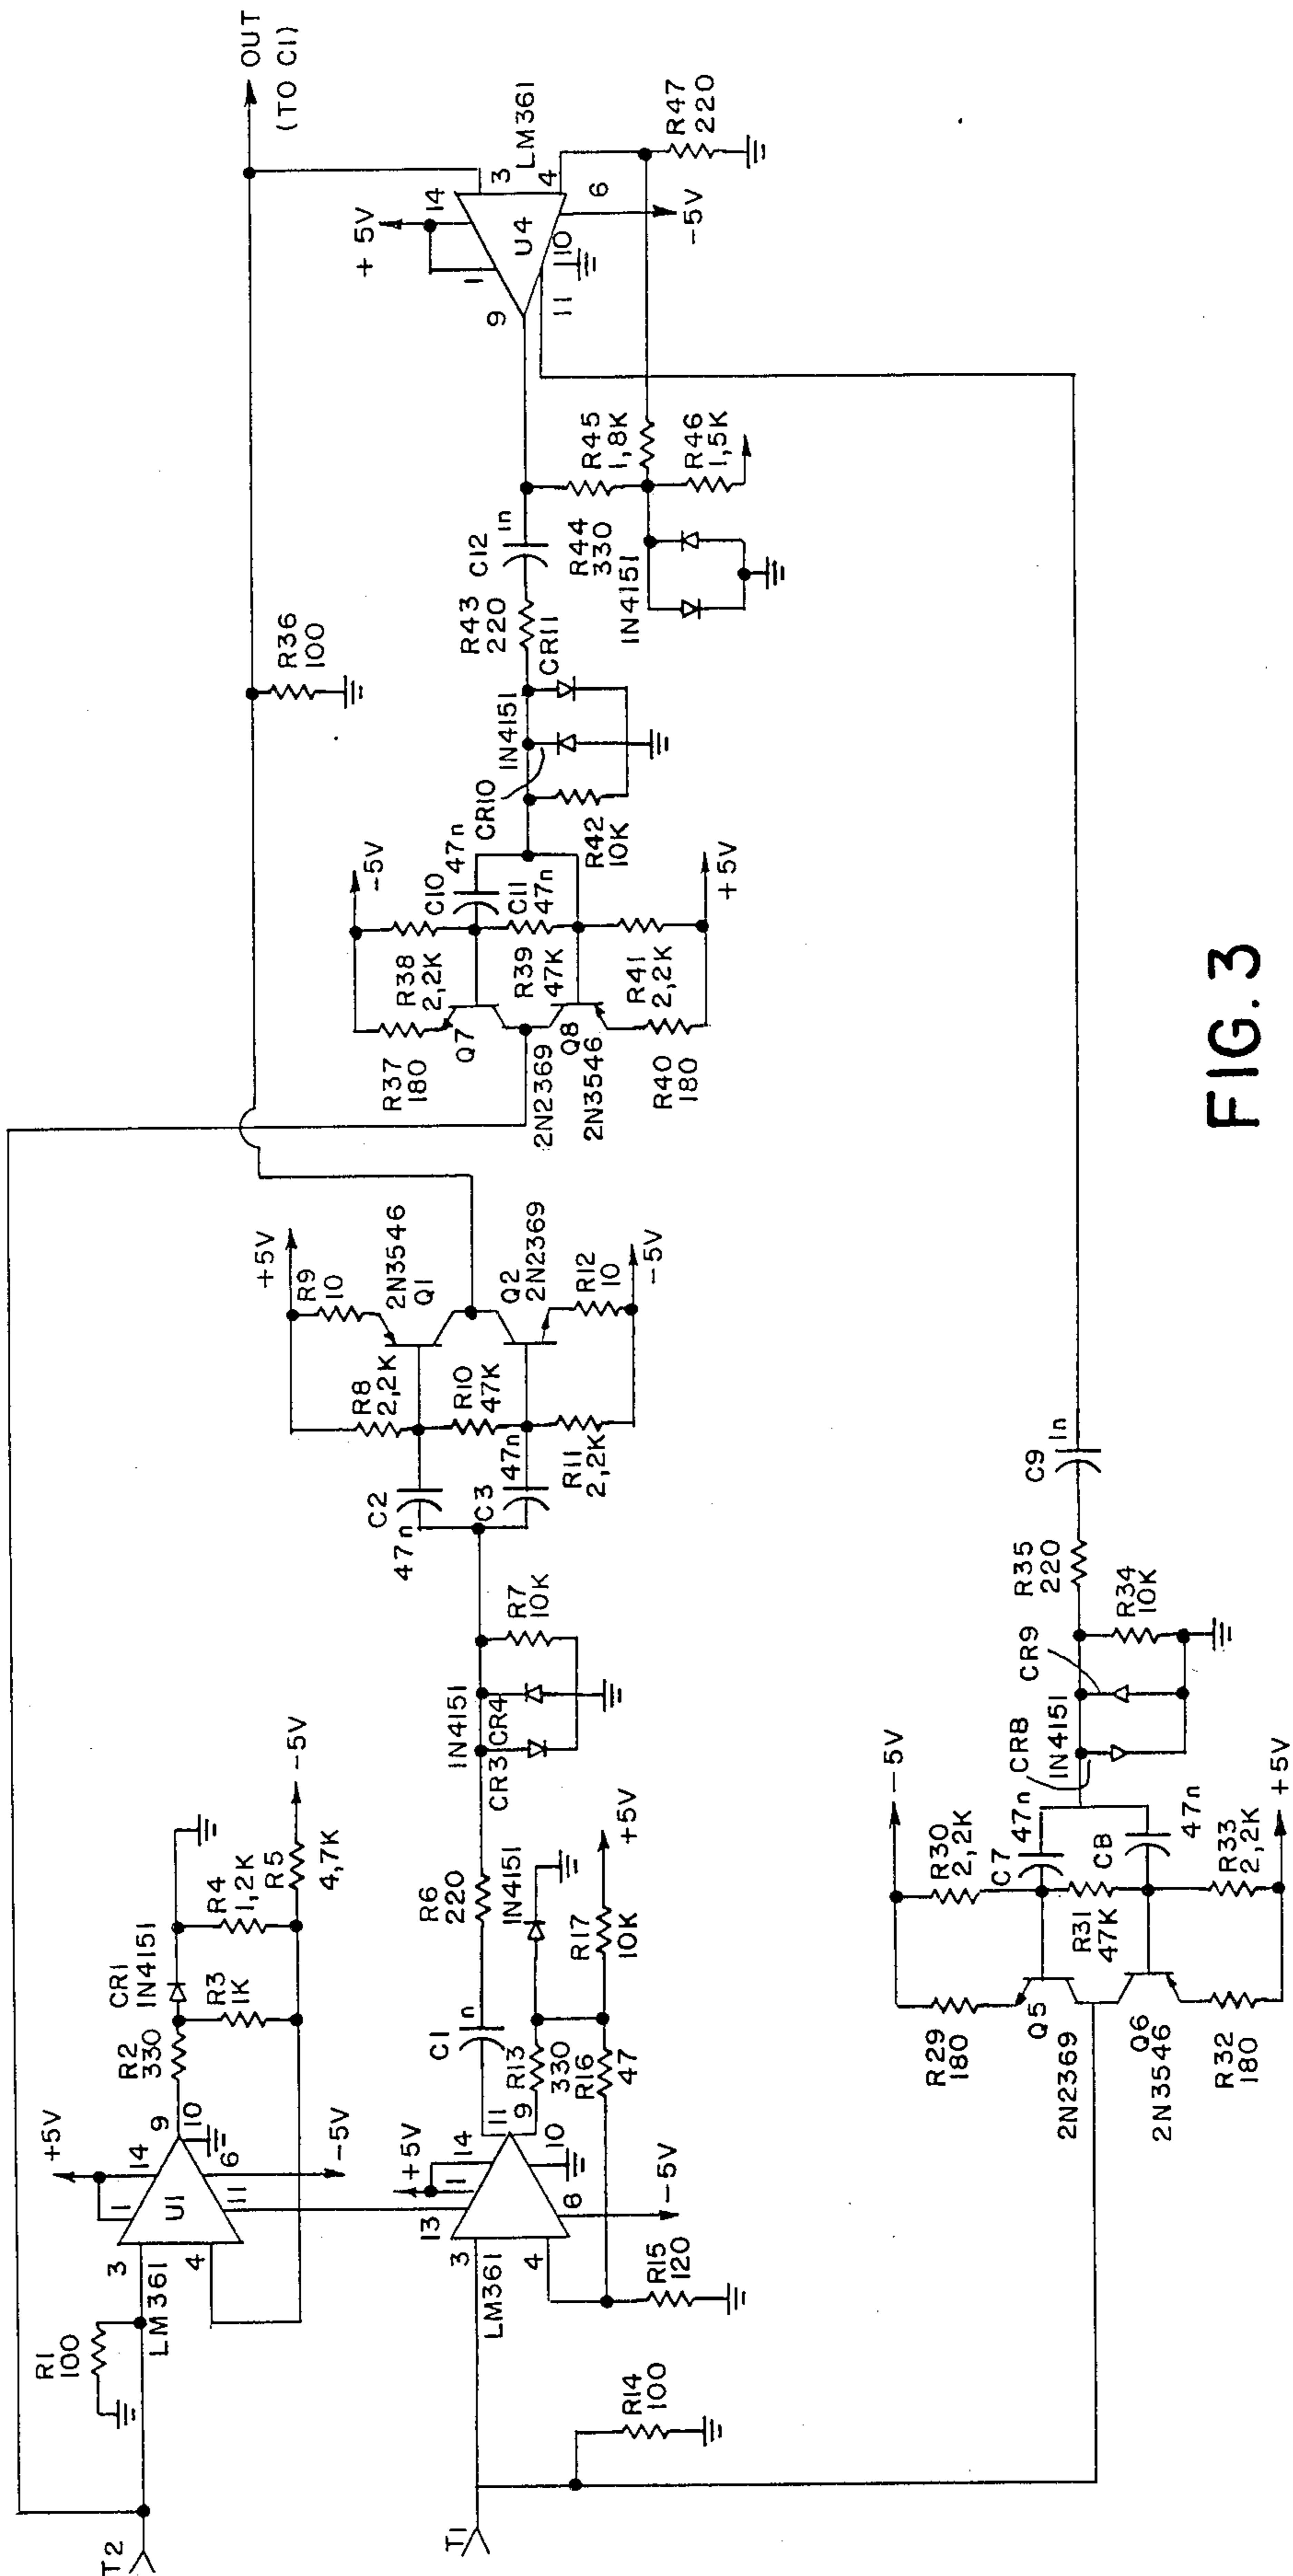 OUT
(TO C1)
R36
100
+5V
14
3
LM361
1
U4
4
9
10
6
11
-5V
R47
220
R45
1,8K
R46
1,5K
R44
330
1N4151
C12
1n
R43
220
CR11
1N4151
CR10
R42
10K
-5V
C10
47n
C11
47n
R38
2,2K
R39
47K
R41
2,2K
+5V
R37
180
Q7
2N2369
Q8
2N3546
R40
180
+5V
R9
10
2N3546
Q1
Q2
2N2369
R12
10
-5V
R8
2,2K
R10
47K
R11
2,2K
C2
47n
C3
47n
R7
10K
1N4151
CR3
CR4
-5V
R4
1,2K
R5
4,7K
CR1
1N4151
R3
1K
R2
330
R6
220
1N4151
+5V
R17
10K
C1
n
R13
330
R16
47
+5V
14
9
10
1
U1
6
11
3
4
-5V
LM361
R1
100
+5V
11
9
14
1
10
13
8
3
4
LM361
-5V
R15
120
R14
100
T2
T1
C9
1n
R35
220
R34
10K
CR9
CR8
1N4151
-5V
C7
47n
C8
47n
R30
2,2K
R31
47K
R33
2,2K
+5V
R29
180
Q5
2N2369
Q6
2N3546
R32
180
FIG. 3